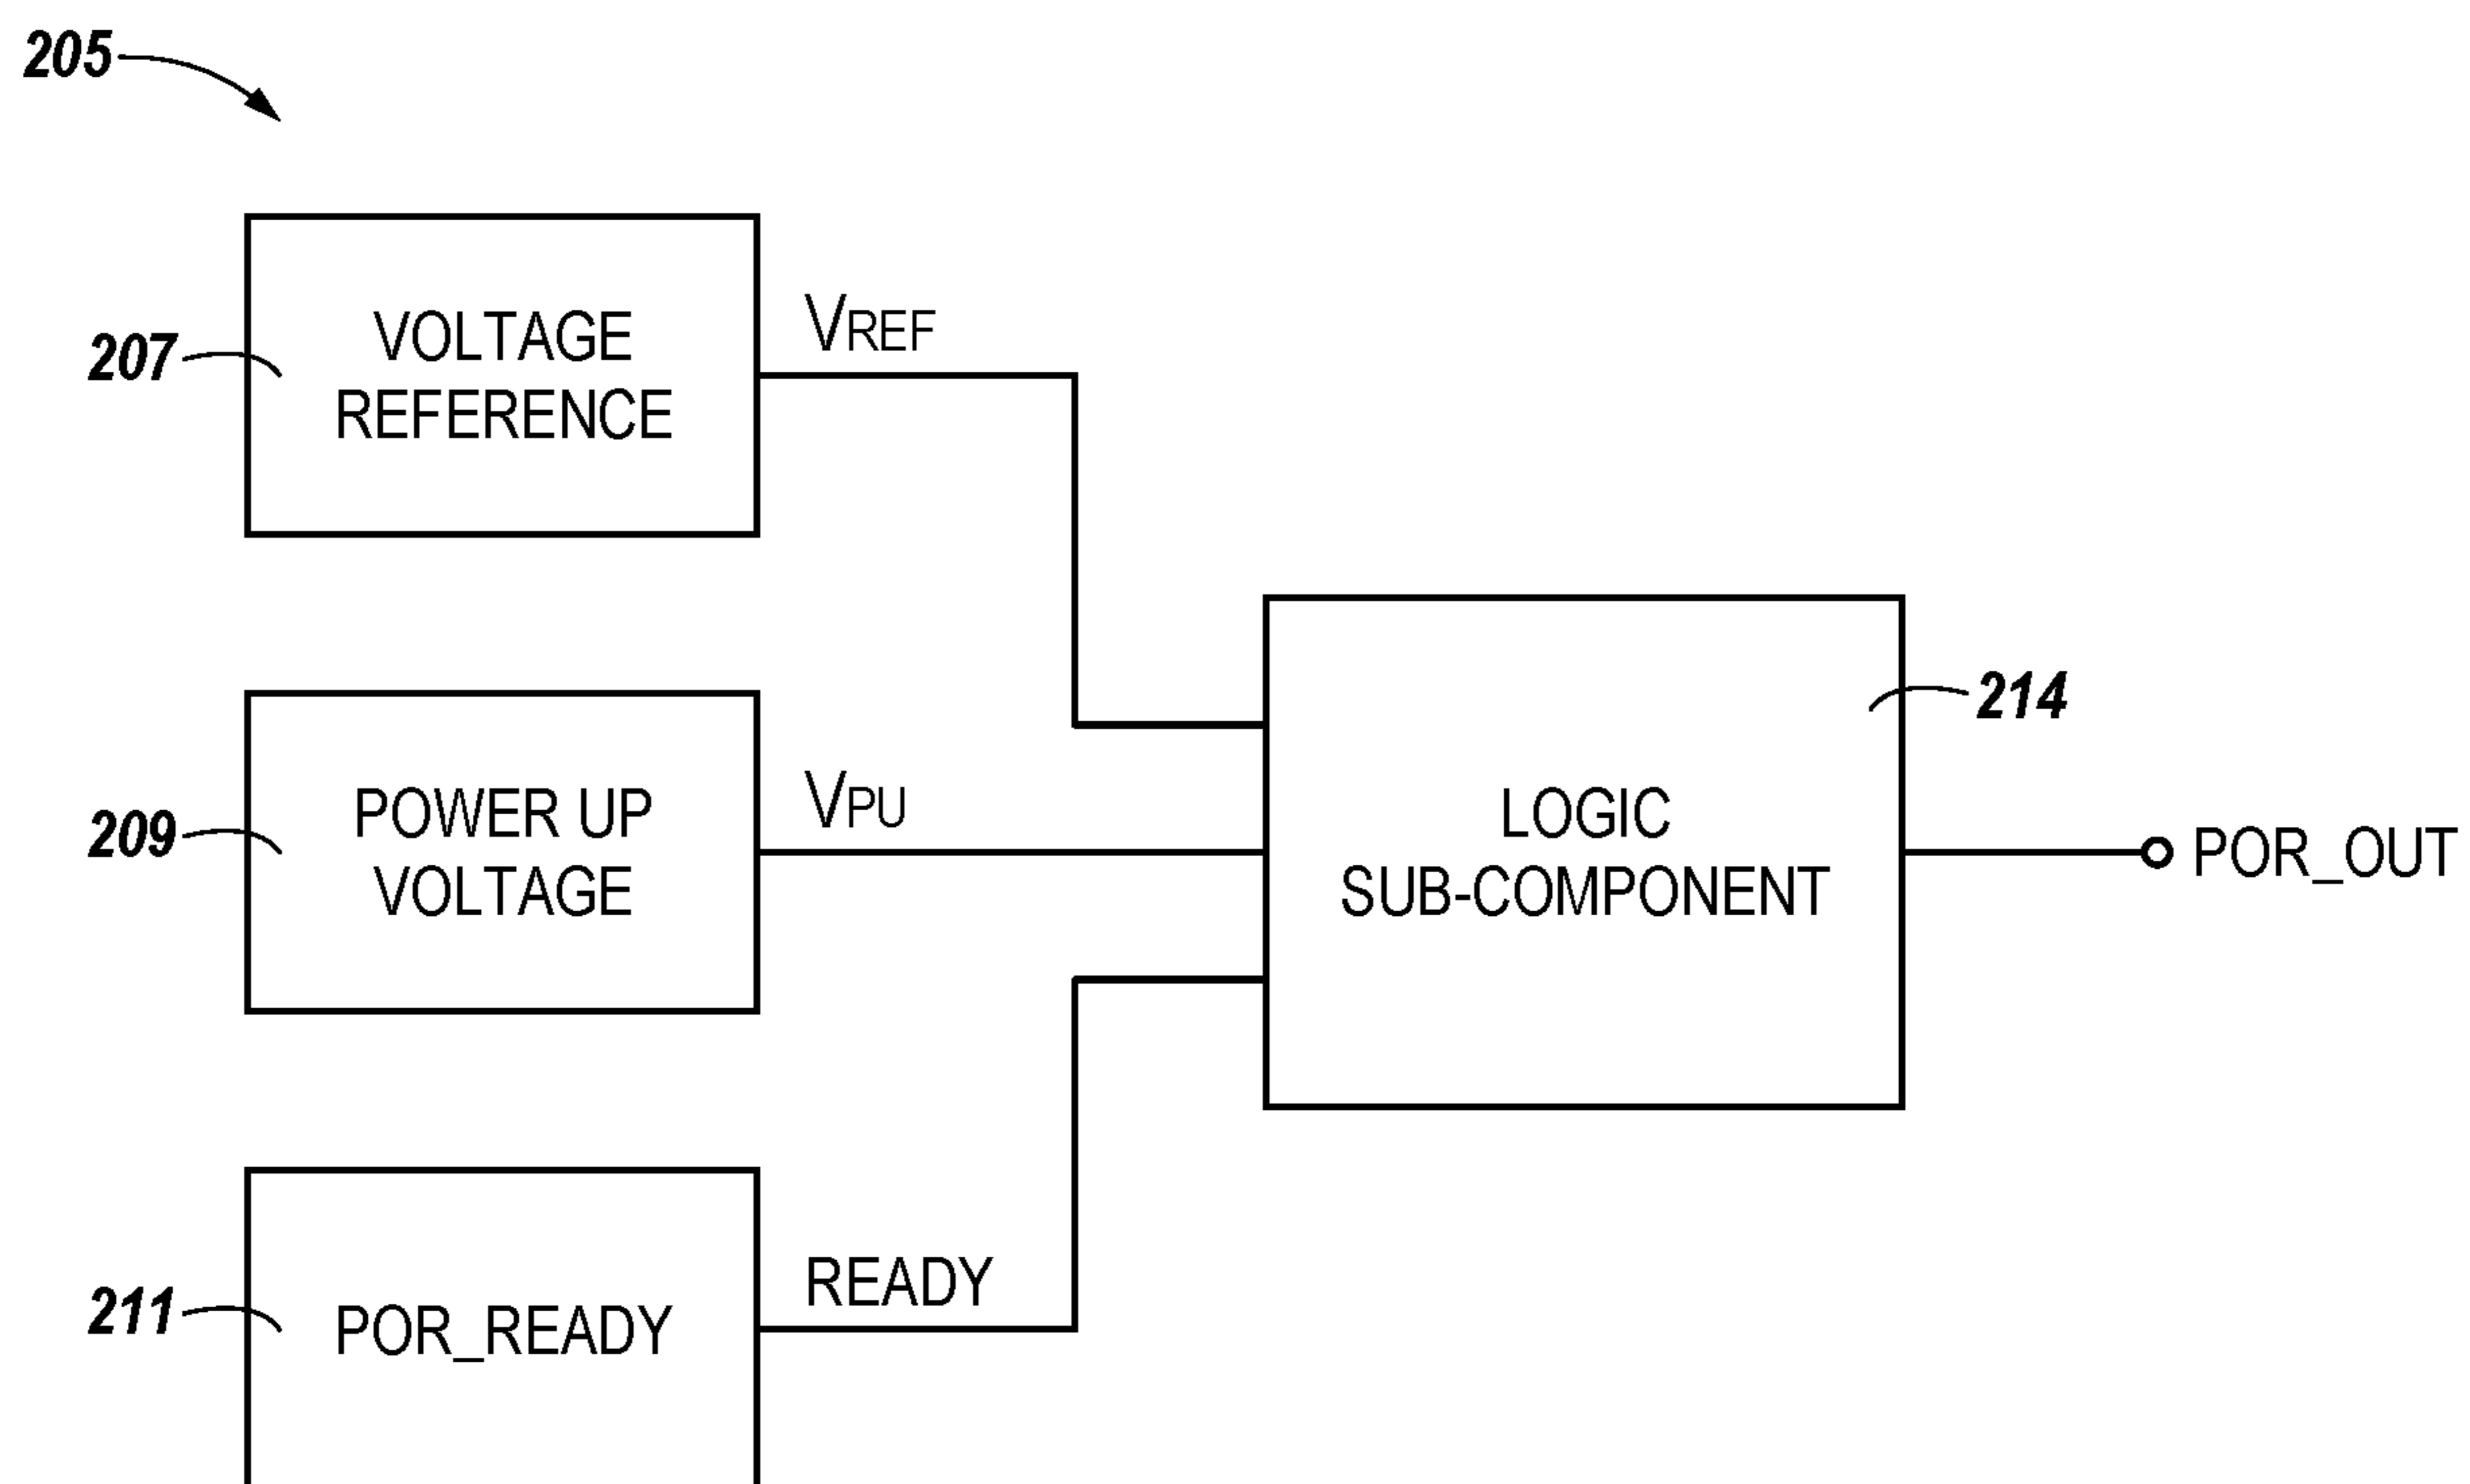 205
207
VOLTAGE
REFERENCE
VREF
209
POWER UP
VOLTAGE
VPU
211
POR_READY
READY
LOGIC
SUB-COMPONENT
214
POR_OUT